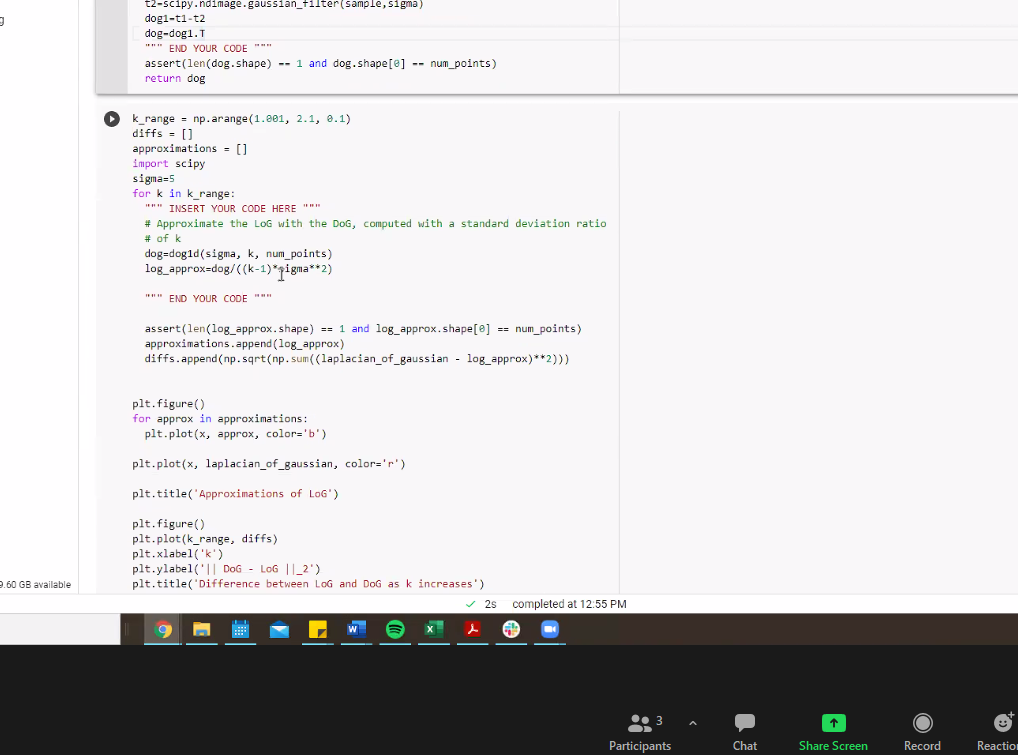 g
t2=scipy.ndimage.gaussian_filter(sample,sigma)
dog1=t1-t2
dog=dog1.T
""" END YOUR CODE """
assert(len(dog.shape) == 1 and dog.shape[0] == num_points)
return dog
k_range = np.arange(1.001, 2.1, 0.1)
diffs = []
approximations = []
import scipy
sigma=5
for k in k_range:
""" INSERT YOUR CODE HERE """
# Approximate the LoG with the DoG, computed with a standard deviation ratio
# of k
dog=dog1d(sigma, k, num_points)
log_approx=dog/((k-1)*sigma**2)
""" END YOUR CODE """
assert(len(log_approx.shape) == 1 and log_approx.shape[0] == num_points)
approximations.append(log_approx)
diffs.append(np.sqrt(np.sum((laplacian_of_gaussian - log_approx)**2)))
plt.figure()
for approx in approximations:
plt.plot(x, approx, color='b')
plt.plot(x, laplacian_of_gaussian, color='r')
plt.title('Approximations of LoG')
plt.figure()
plt.plot(k_range, diffs)
plt.xlabel('k')
plt.ylabel('|| DoG - LoG ||_2')
plt.title('Difference between LoG and DoG as k increases')
9.60 GB available
2s completed at 12:55 PM
3
Participants
Chat
Share Screen
Record
Reaction